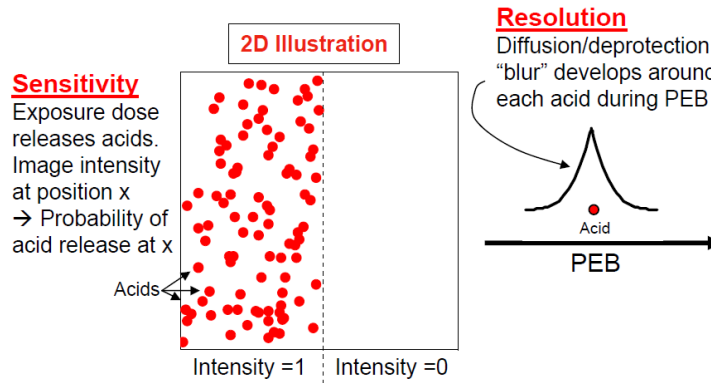 2D Illustration
Sensitivity
Exposure dose
releases acids.
Image intensity
at position x
→ Probability of
acid release at x
Acids
Intensity =1
Intensity =0
Resolution
Diffusion/deprotection
“blur” develops around
each acid during PEB
Acid
PEB